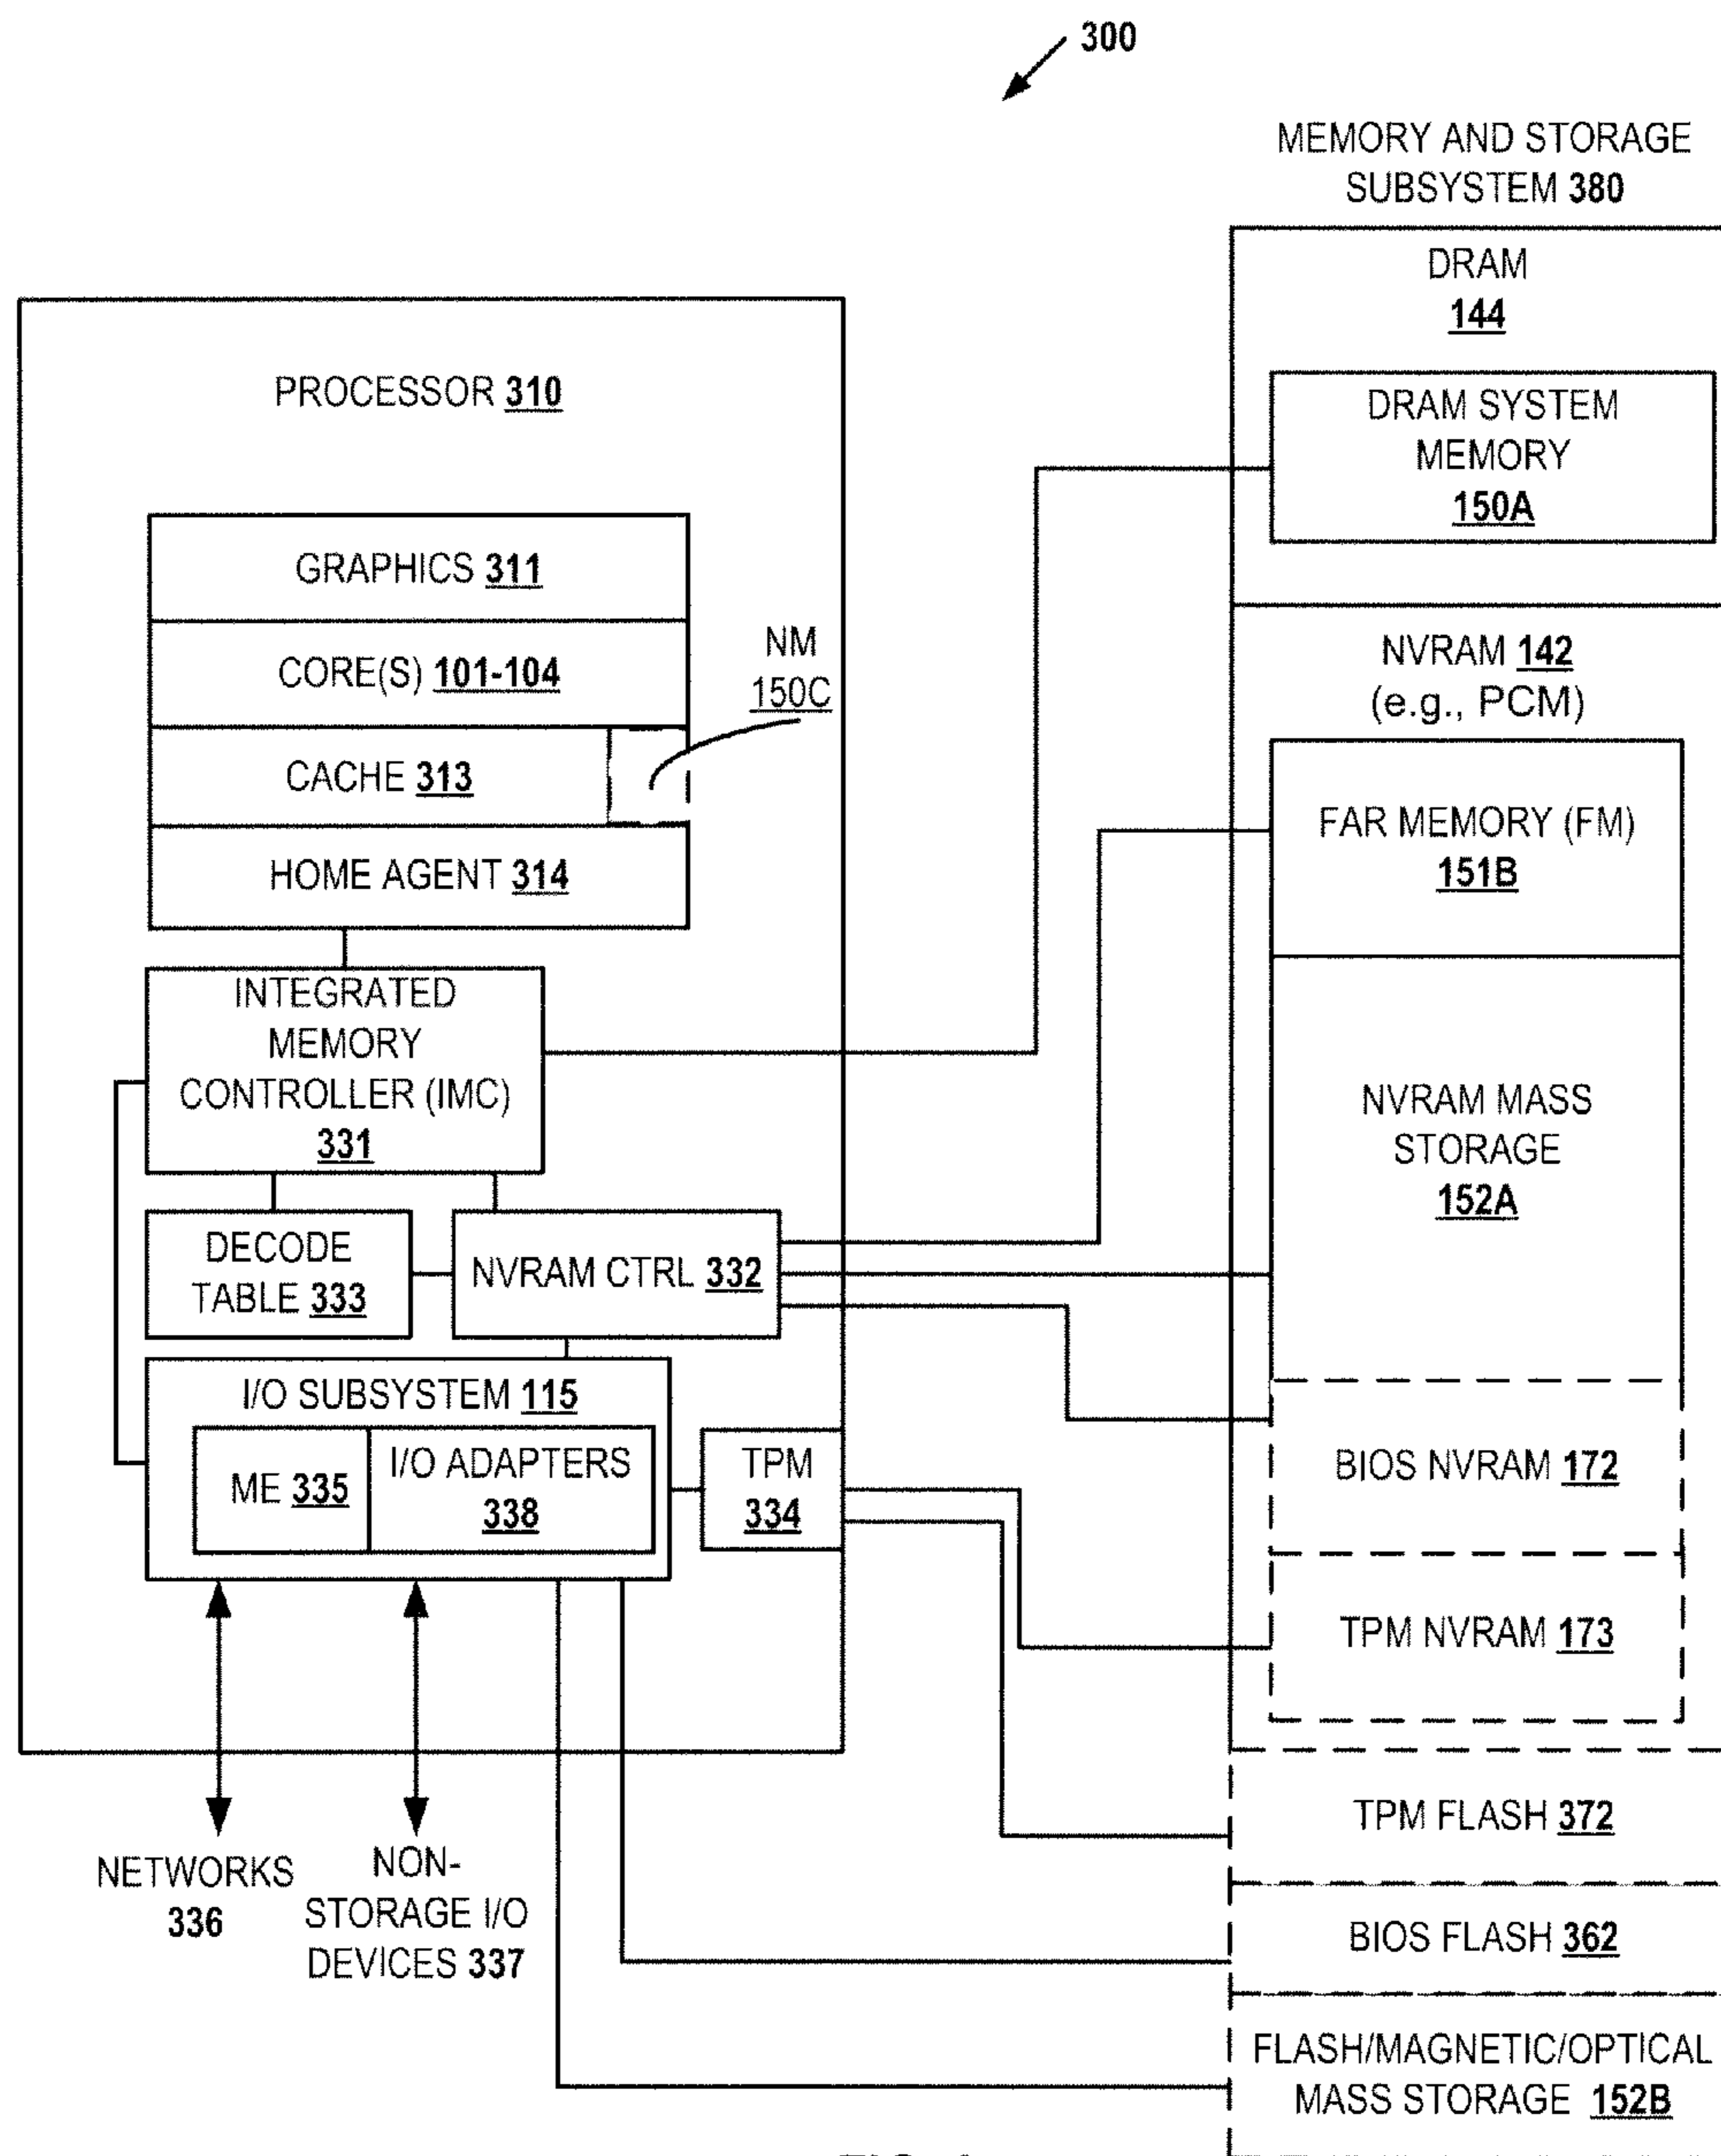 300
MEMORY AND STORAGE
SUBSYSTEM 380
DRAM
144
DRAM SYSTEM
MEMORY
150A
PROCESSOR 310
GRAPHICS 311
CORE(S) 101-104
NM
150C
CACHE 313
HOME AGENT 314
INTEGRATED
MEMORY
CONTROLLER (IMC)
331
DECODE
TABLE 333
NVRAM CTRL 332
I/O SUBSYSTEM 115
ME 335
I/O ADAPTERS
338
TPM
334
NETWORKS
336
NON-
STORAGE I/O
DEVICES 337
NVRAM 142
(e.g., PCM)
FAR MEMORY (FM)
151B
NVRAM MASS
STORAGE
152A
BIOS NVRAM 172
TPM NVRAM 173
TPM FLASH 372
BIOS FLASH 362
FLASH/MAGNETIC/OPTICAL
MASS STORAGE 152B